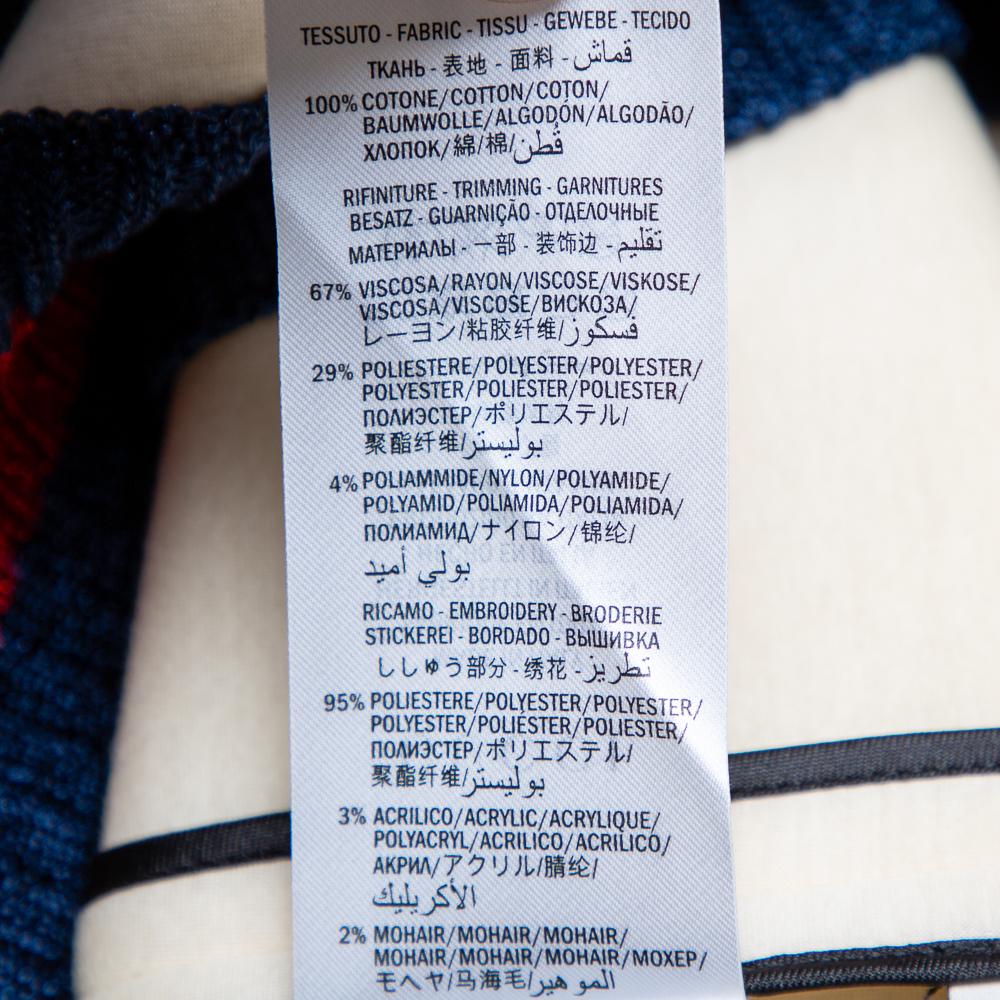 TESSUTO - FABRIC - TISSU - GEWEBE - TECIDO
ТКАНЬ - 表地 - 面料 - قماش
100% COTONE/COTTON/COTON/
BAUMWOLLE/ALGODÓN/ALGODÃO/
ХЛОПОК/綿/棉/قُطن
RIFINITURE - TRIMMING - GARNITURES
BESATZ - GUARNIÇÃO - ОТДЕЛОЧНЫЕ
МАТЕРИАЛЫ - 一部 - 装饰边 - تقليم
67% VISCOSA/RAYON/VISCOSE/VISKOSE/
VISCOSA/VISCOSE/ВИСКОЗА/
レーヨン/粘胶纤维/فسكوز
29% POLIESTERE/POLYESTER/POLYESTER/
POLYESTER/POLIÉSTER/POLIESTER/
ПОЛИЭСТЕР/ポリエステル/
聚酯纤维/بوليستر
4% POLIAMMIDE/NYLON/POLYAMIDE/
POLYAMID/POLIAMIDA/POLIAMIDA/
ПОЛИАМИД/ナイロン/锦纶/
بولي أميد
RICAMO - EMBROIDERY - BRODERIE
STICKEREI - BORDADO - ВЫШИВКА
ししゅう部分 - 绣花 - تطريز
95% POLIESTERE/POLYESTER/POLYESTER/
POLYESTER/POLIÉSTER/POLIESTER/
ПОЛИЭСТЕР/ポリエステル/
聚酯纤维/بوليستر
3% ACRILICO/ACRYLIC/ACRYLIQUE/
POLYACRYL/ACRILICO/ACRILICO/
АКРИЛ/アクリル/腈纶/
الأكريليك
2% MOHAIR/MOHAIR/MOHAIR/
MOHAIR/MOHAIR/MOHAIR/МОХЕР/
モヘヤ/马海毛/الموهير